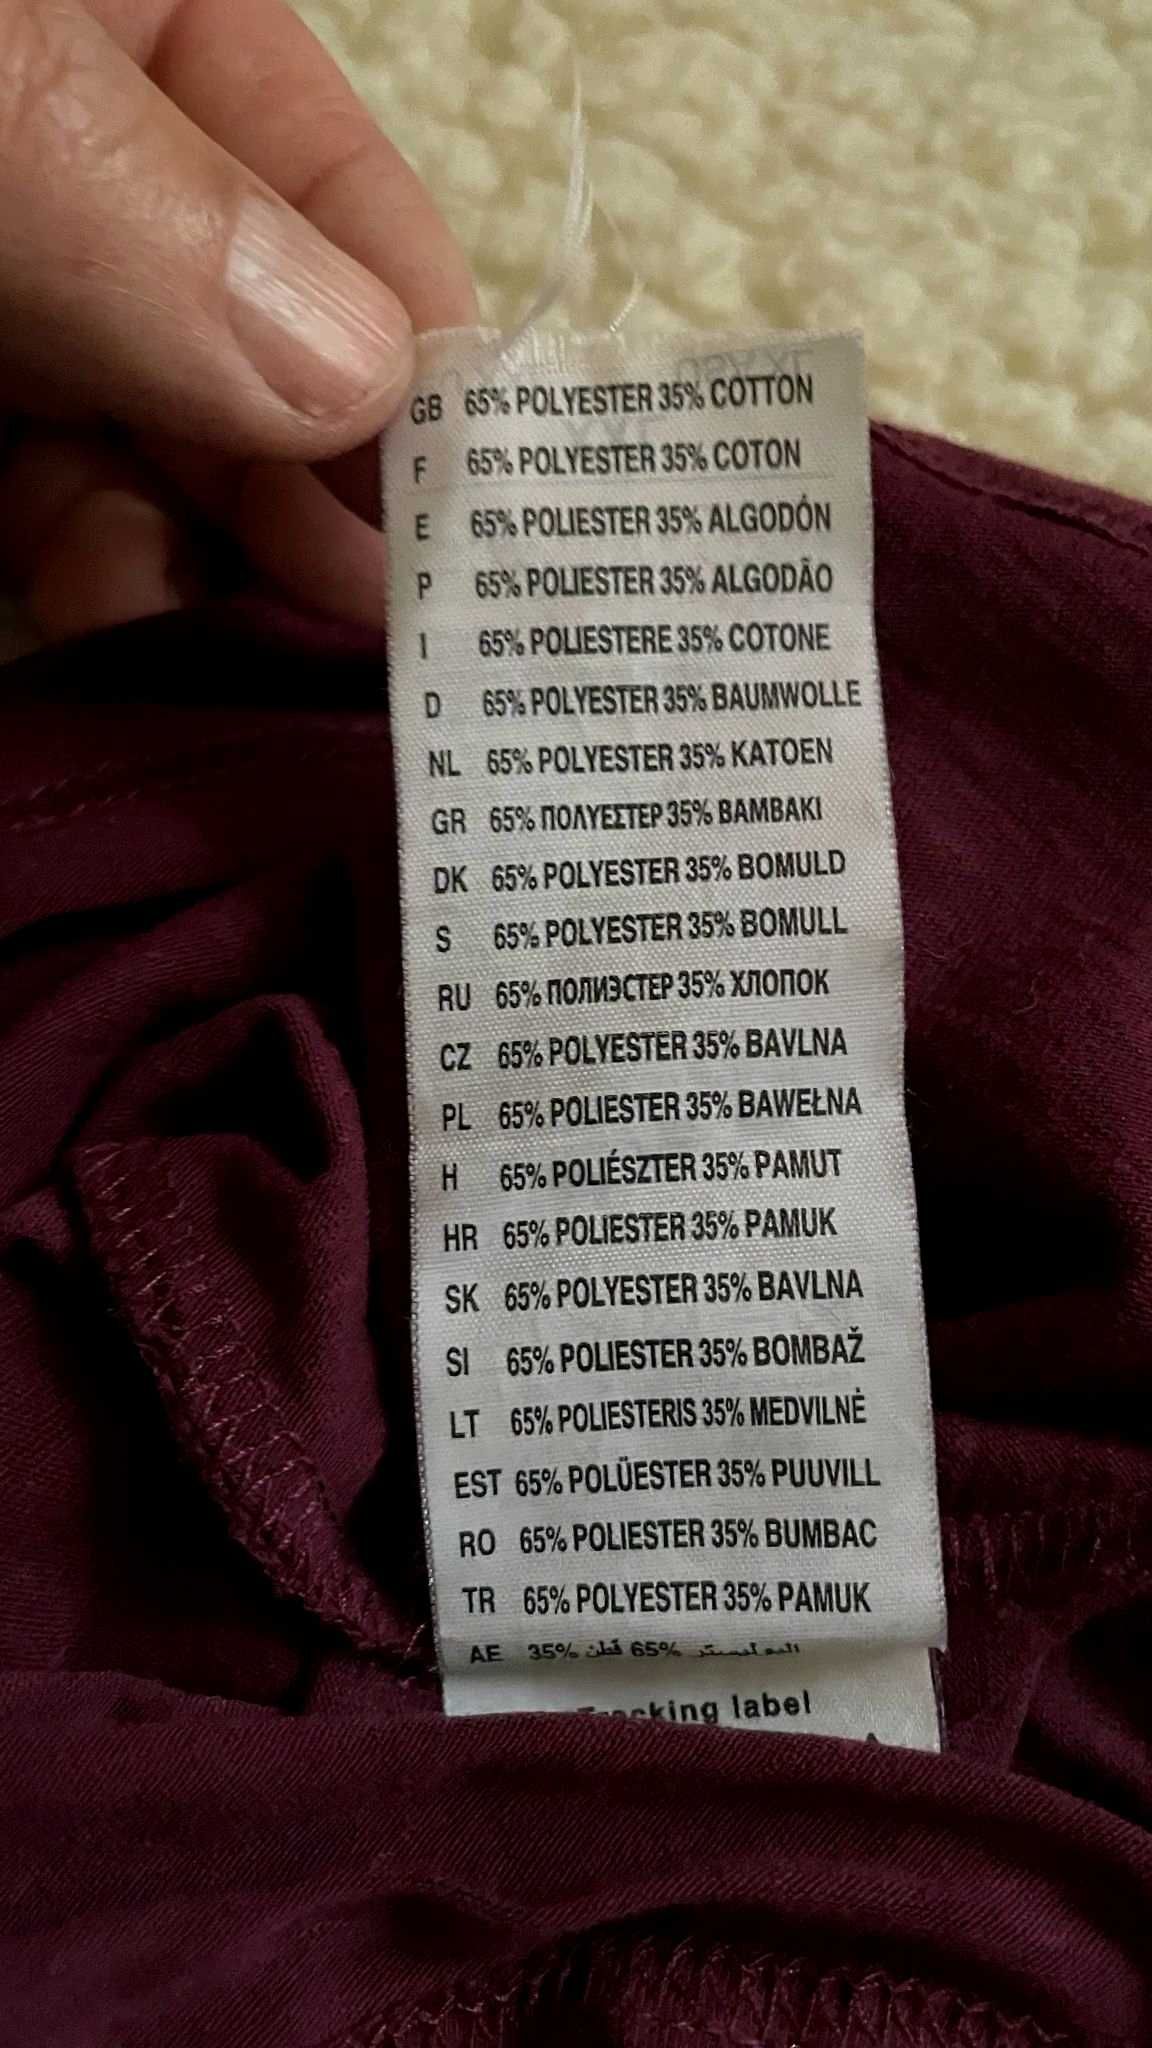 GB 65% POLYESTER 35% COTTON
F 65% POLYESTER 35% COTON
E 65% POLIESTER 35% ALGODÓN
P 65% POLIESTER 35% ALGODÃO
I 65% POLIESTERE 35% COTONE
D 65% POLYESTER 35% BAUMWOLLE
NL 65% POLYESTER 35% KATOEN
GR 65% ΠΟΛΥΕΣΤΕΡ 35% ΒΑΜΒΑΚΙ
DK 65% POLYESTER 35% BOMULD
S 65% POLYESTER 35% BOMULL
RU 65% ПОЛИЭСТЕР 35% ХЛОПОК
CZ 65% POLYESTER 35% BAVLNA
PL 65% POLIESTER 35% BAWEŁNA
H 65% POLIÉSZTER 35% PAMUT
HR 65% POLIESTER 35% PAMUK
SK 65% POLYESTER 35% BAVLNA
SI 65% POLIESTER 35% BOMBAŽ
LT 65% POLIESTERIS 35% MEDVILNĖ
EST 65% POLÜESTER 35% PUUVILL
RO 65% POLIESTER 35% BUMBAC
TR 65% POLYESTER 35% PAMUK
AE 35% قطن 65%
Tracking label